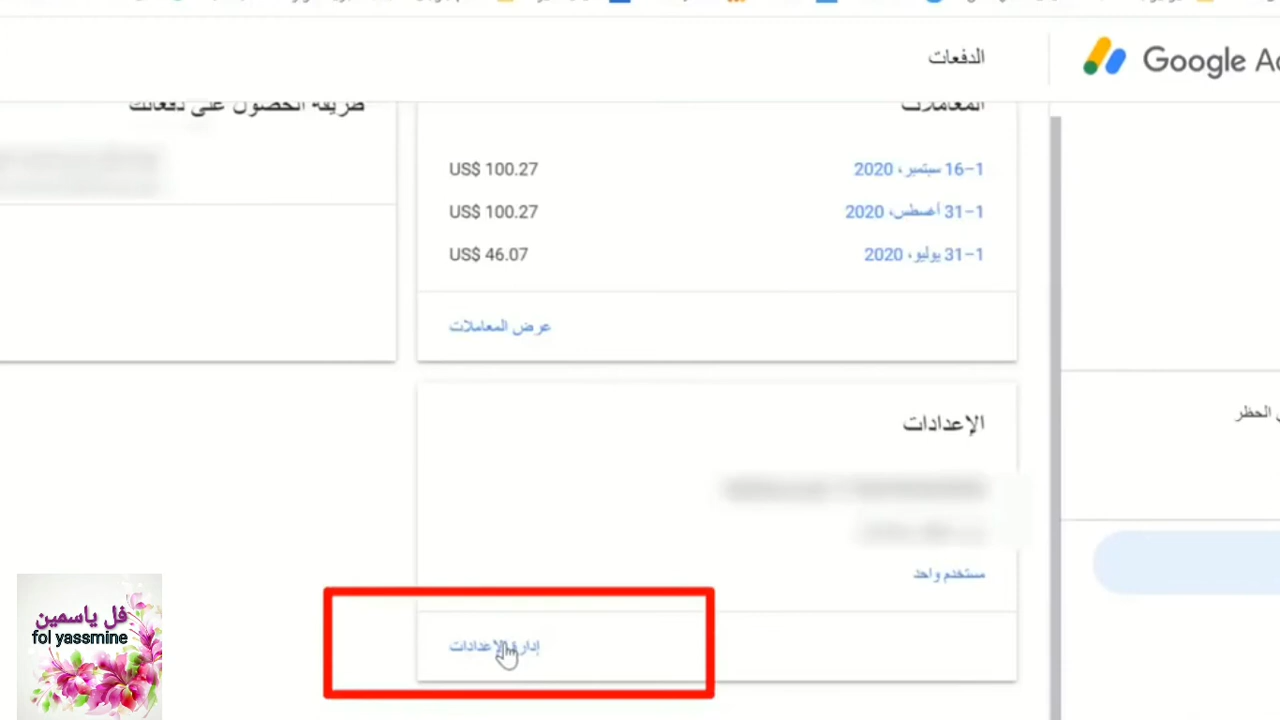 Google
الدفعات
المعاملات
1–16 سبتمبر، 2020 US$ 100.27
1–31 أغسطس، 2020 US$ 100.27
1–31 يوليو، 2020 US$ 46.07
عرض المعاملات
طريقة الحصول على دفعاتك
الإعدادات
مستخدم واحد
إدارة الإعدادات
الحظر
فل ياسمين
fol yassmine